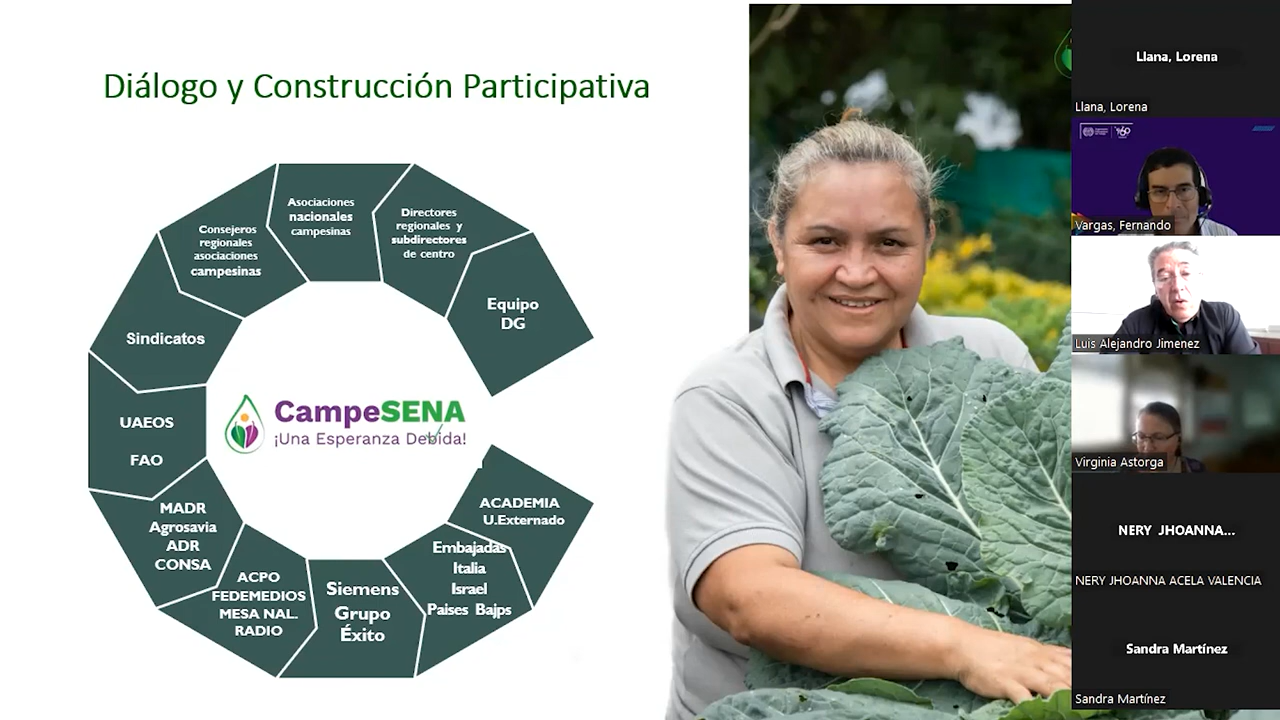 Diálogo y Construcción Participativa
Asociaciones
nacionales
campesinas
Directores
regionales y
subdirectores
de centro
Consejeros
regionales
asociaciones
campesinas
Equipo
DG
Sindicatos
CampeSENA
¡Una Esperanza Debida!
UAEOS
FAO
ACADEMIA
U.Externado
MADR
Agrosavia
ADR
CONSA
Embajadas
Italia
Israel
Paises Bajps
ACPO
FEDEMEDIOS
MESA NAL.
RADIO
Siemens
Grupo
Éxito
Llana, Lorena
Llana, Lorena
Vargas, Fernando
Luis Alejandro Jimenez
Virginia Astorga
NERY JHOANNA...
NERY JHOANNA ACELA VALENCIA
Sandra Martínez
Sandra Martínez